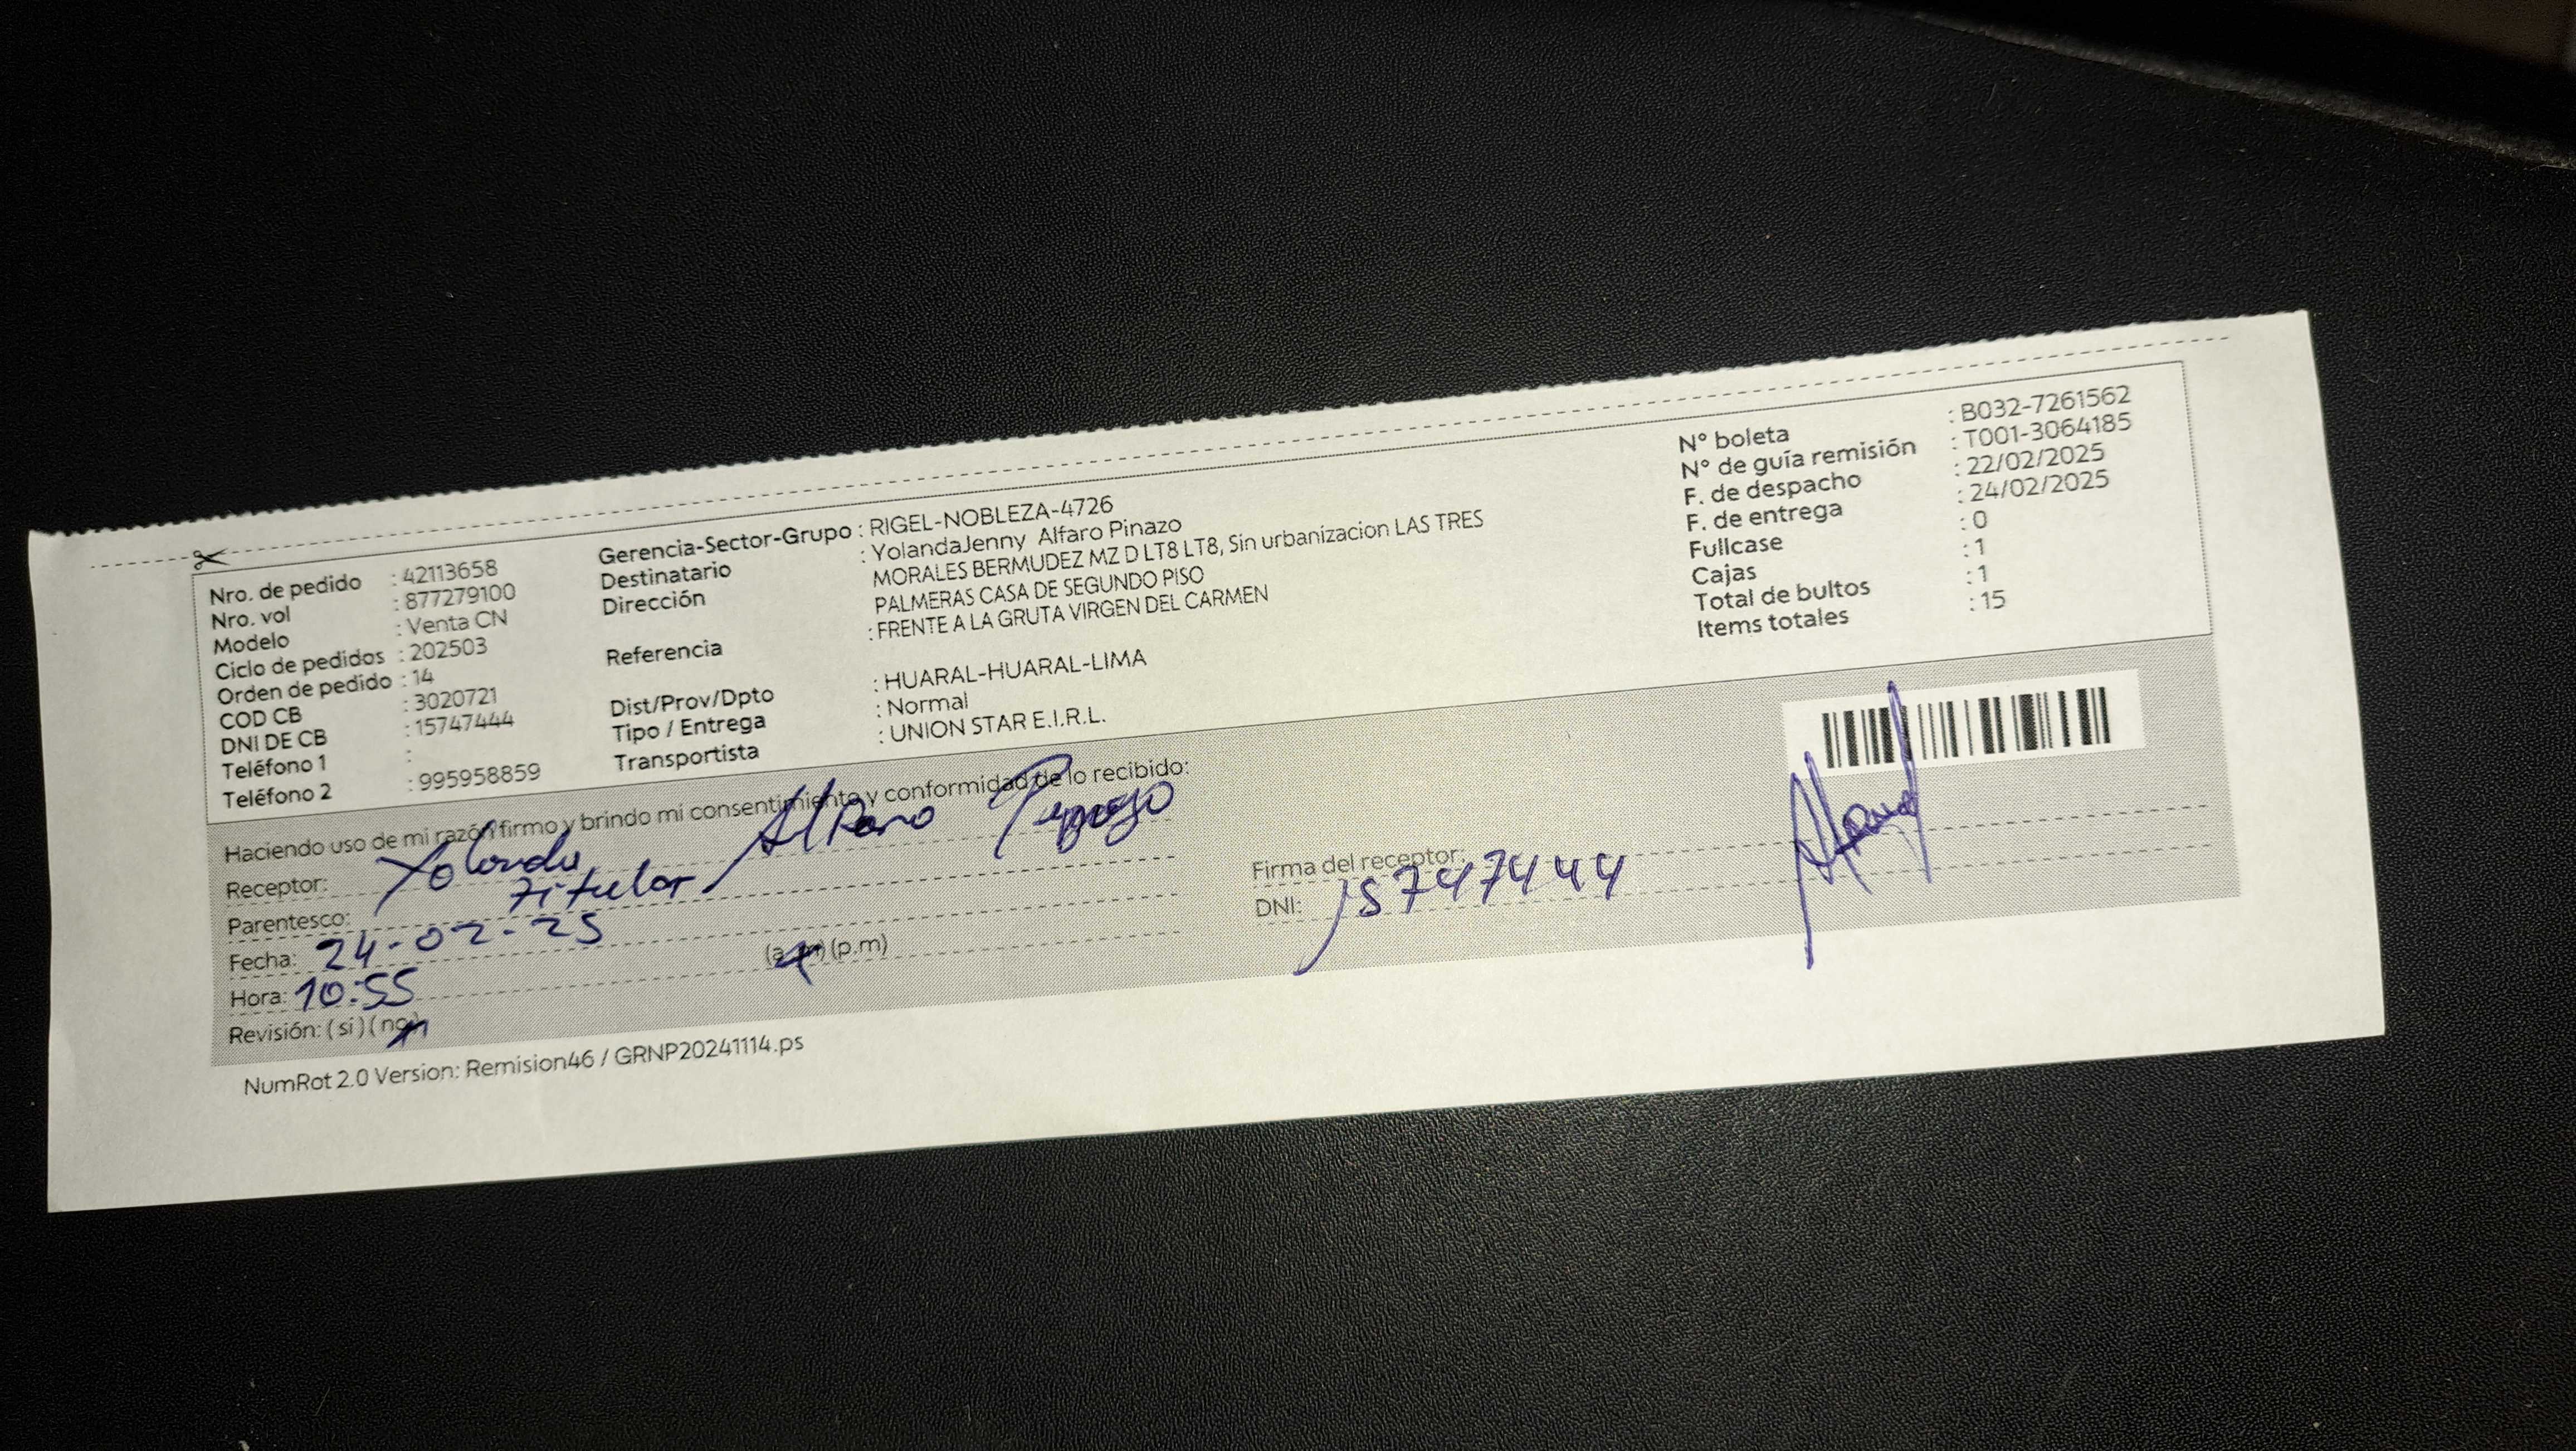 Nro. de pedido : 42113658
Nro. vol : 877279100
Modelo : Venta CN
Ciclo de pedidos : 202503
Orden de pedido : 14
COD CB : 3020721
DNI DE CB : 15747444
Teléfono 1 :
Teléfono 2 : 995958859
Gerencia-Sector-Grupo : RIGEL-NOBLEZA-4726
Destinatario : YolandaJenny Alfaro Pinazo
Dirección MORALES BERMUDEZ MZ D LT8 LT8, Sin urbanizacion LAS TRES
PALMERAS CASA DE SEGUNDO PISO
Referencia : FRENTE A LA GRUTA VIRGEN DEL CARMEN
Dist/Prov/Dpto : HUARAL-HUARAL-LIMA
Tipo / Entrega : Normal
Transportista : UNION STAR E.I.R.L.
N° boleta : B032-7261562
N° de guía remisión : T001-3064185
F. de despacho : 22/02/2025
F. de entrega : 24/02/2025
Fullcase : 0
Cajas : 1
Total de bultos : 1
Items totales : 15
Haciendo uso de mi razón firmo y brindo mi consentimiento y conformidad de lo recibido:
Receptor: Yolanda Alfaro
Parentesco: titular
Fecha: 24-02-25
Hora: 10:55 (a.m) (p.m)
Revisión: (si) (no)
Firma del receptor:
DNI: 15747444
NumRot 2.0 Version: Remision46 / GRNP20241114.ps